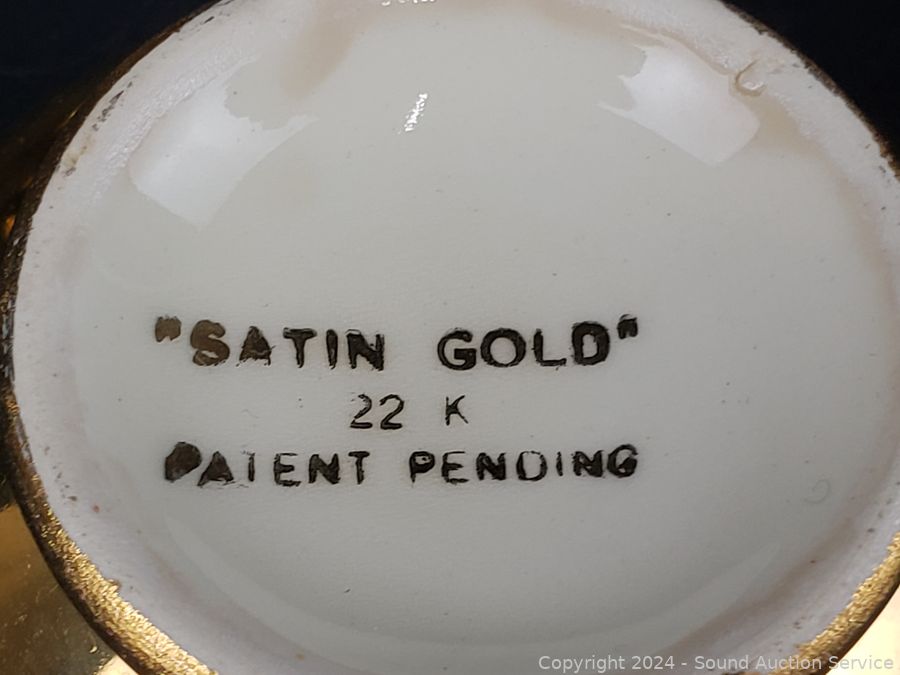 "SATIN GOLD"
22 K
PATENT PENDING
Copyright 2024 - Sound Auction Service